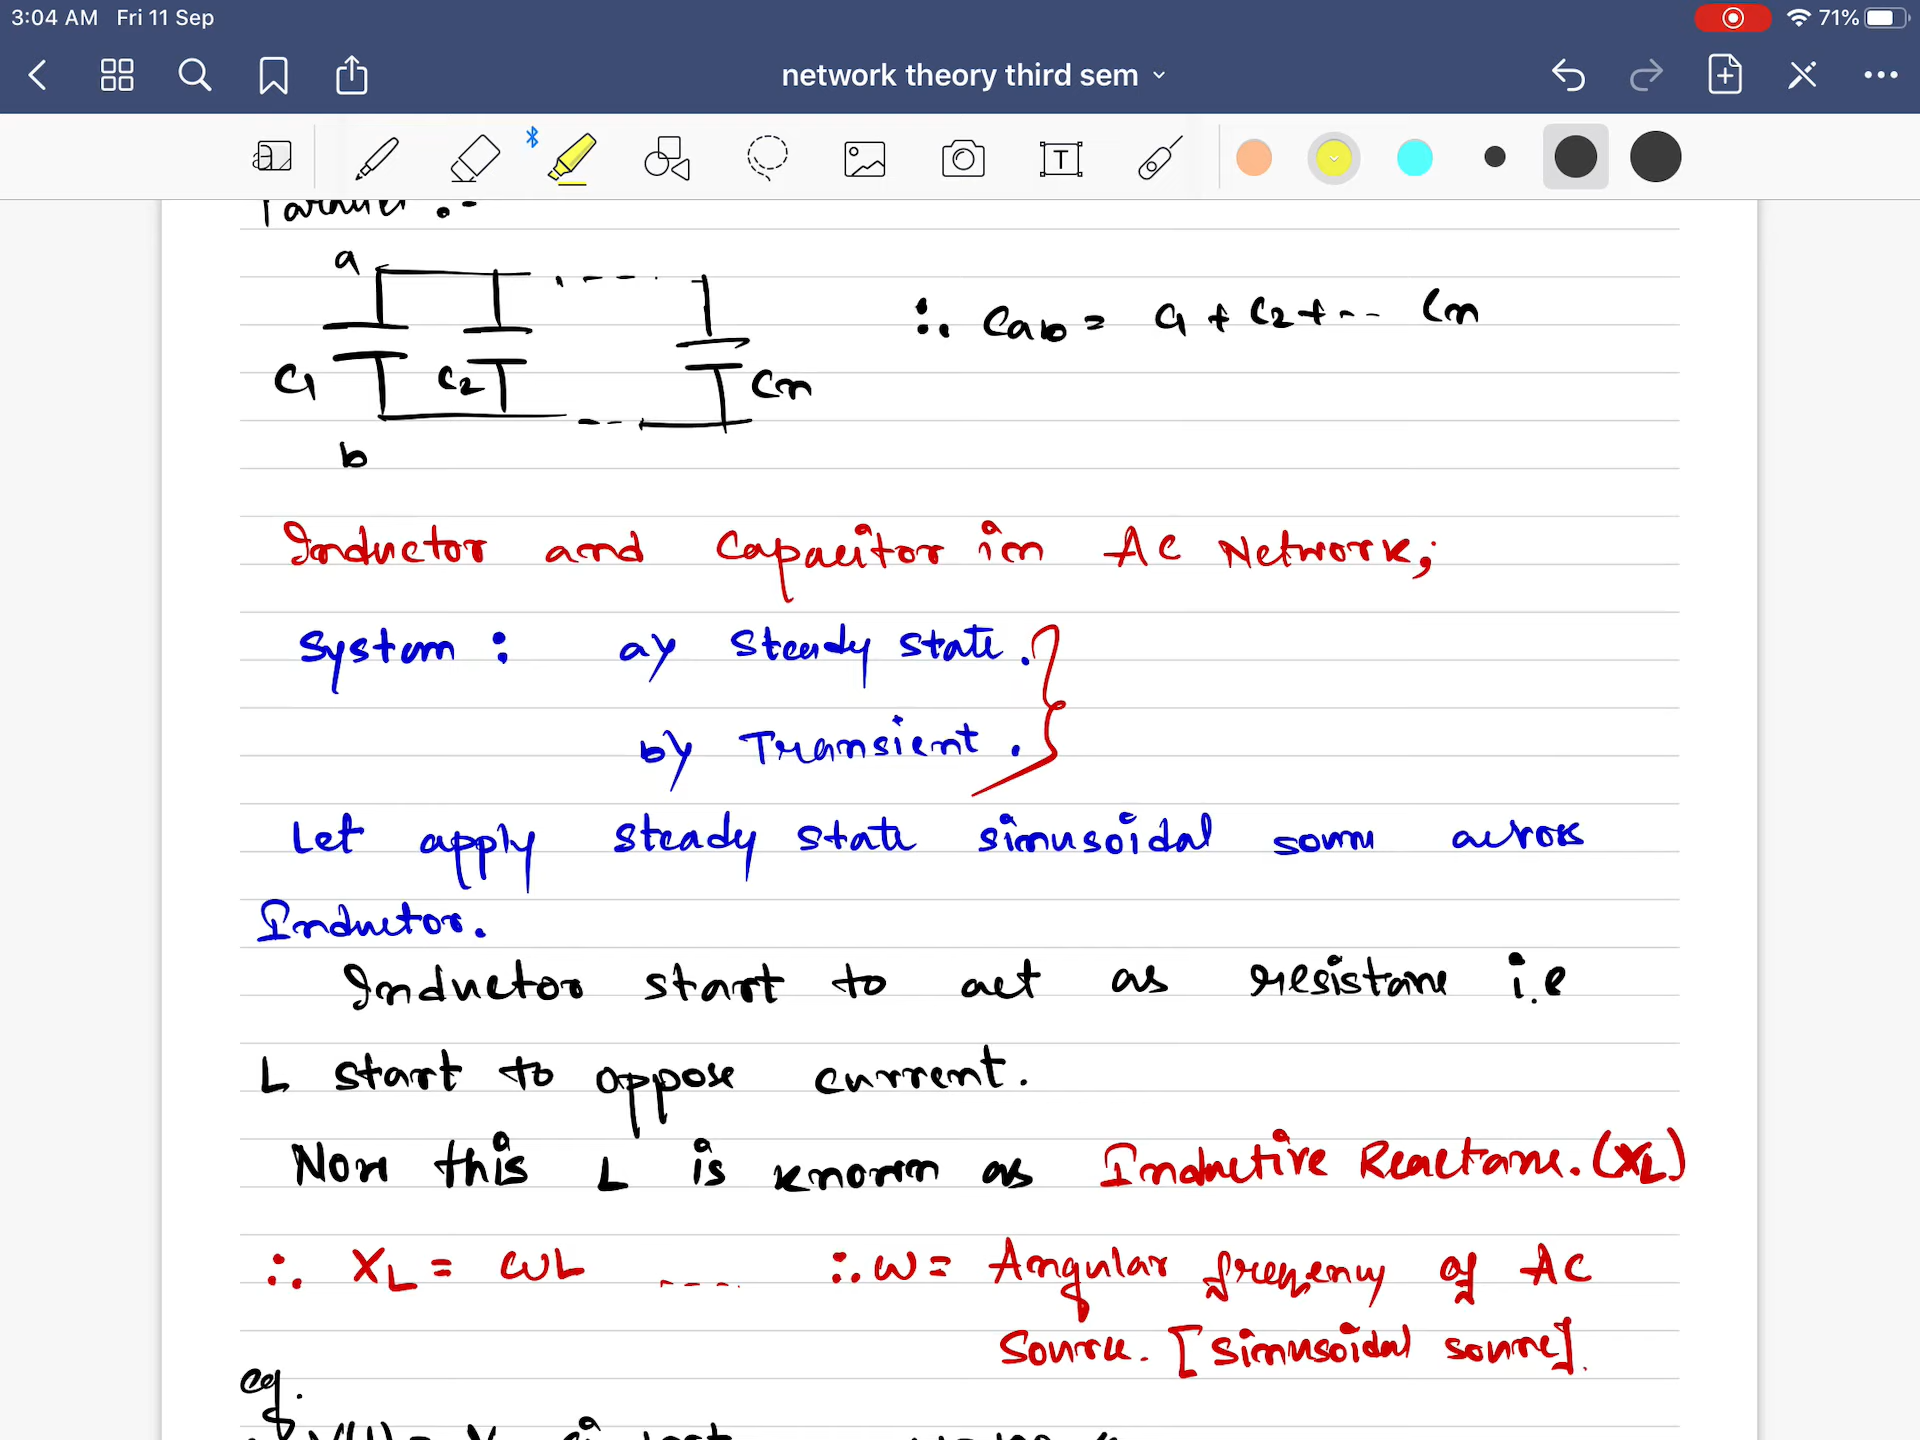 3:04 AM Fri 11 Sep
71%
network theory third sem
T
Parallel :-
a
C1 C2 Cn
b
∴ Cab = C1 + C2 + -- Cn
Inductor and Capacitor in AC Network;
System : a) Steady state.
b) Transient.
Let apply steady state sinusoidal source across
Inductor.
Inductor start to act as resistance i.e
L start to oppose current.
Now this L is known as Inductive Reactance. (XL)
∴ XL = ωL ---- ∴ ω = Angular frequency of AC
Source. [sinusoidal source].
eg.